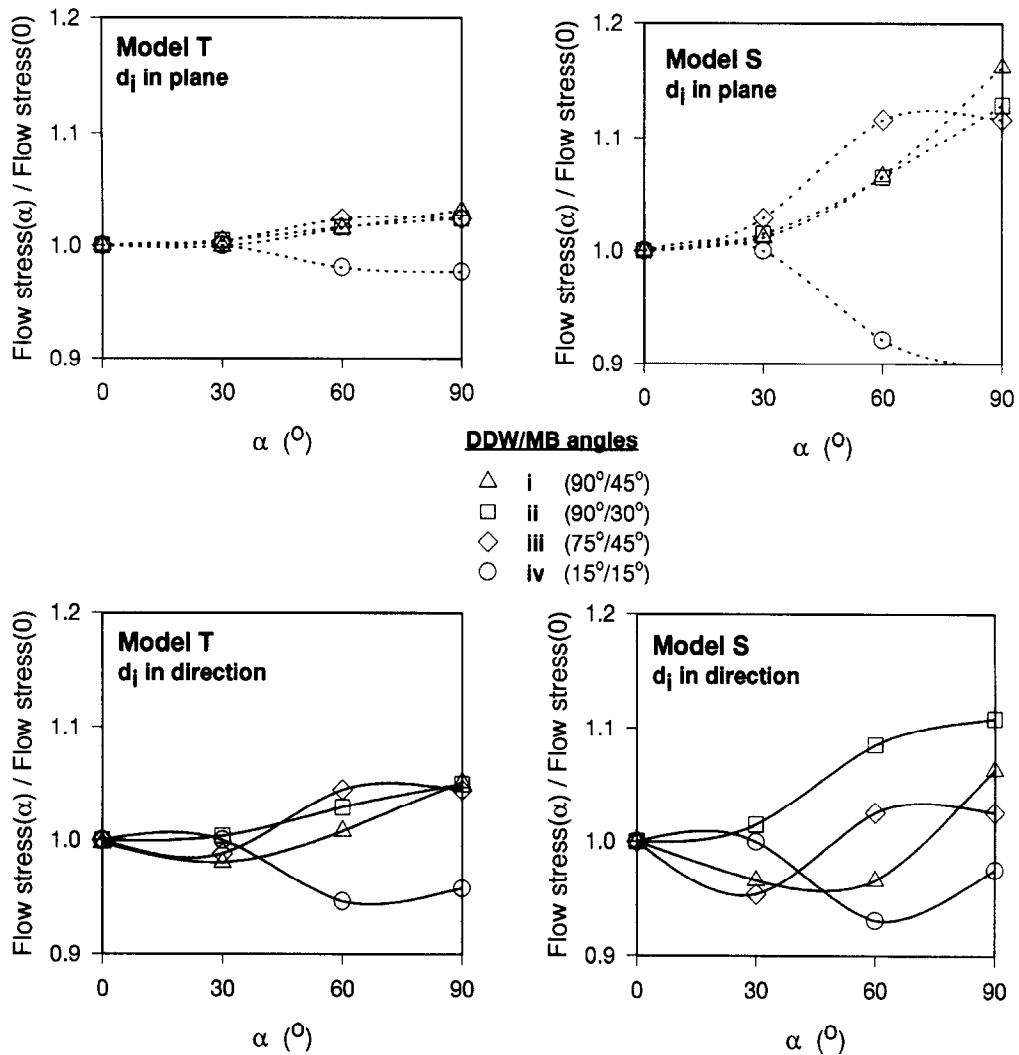 Model T
d_i in plane
Flow stress(α) / Flow stress(0)
1.2
1.1
1.0
0.9
0 30 60 90
α (°)
Model S
d_i in plane
Flow stress(α) / Flow stress(0)
1.2
1.1
1.0
0.9
0 30 60 90
α (°)
DDW/MB angles
i (90°/45°)
ii (90°/30°)
iii (75°/45°)
iv (15°/15°)
Model T
d_i in direction
Flow stress(α) / Flow stress(0)
1.2
1.1
1.0
0.9
0 30 60 90
α (°)
Model S
d_i in direction
Flow stress(α) / Flow stress(0)
1.2
1.1
1.0
0.9
0 30 60 90
α (°)